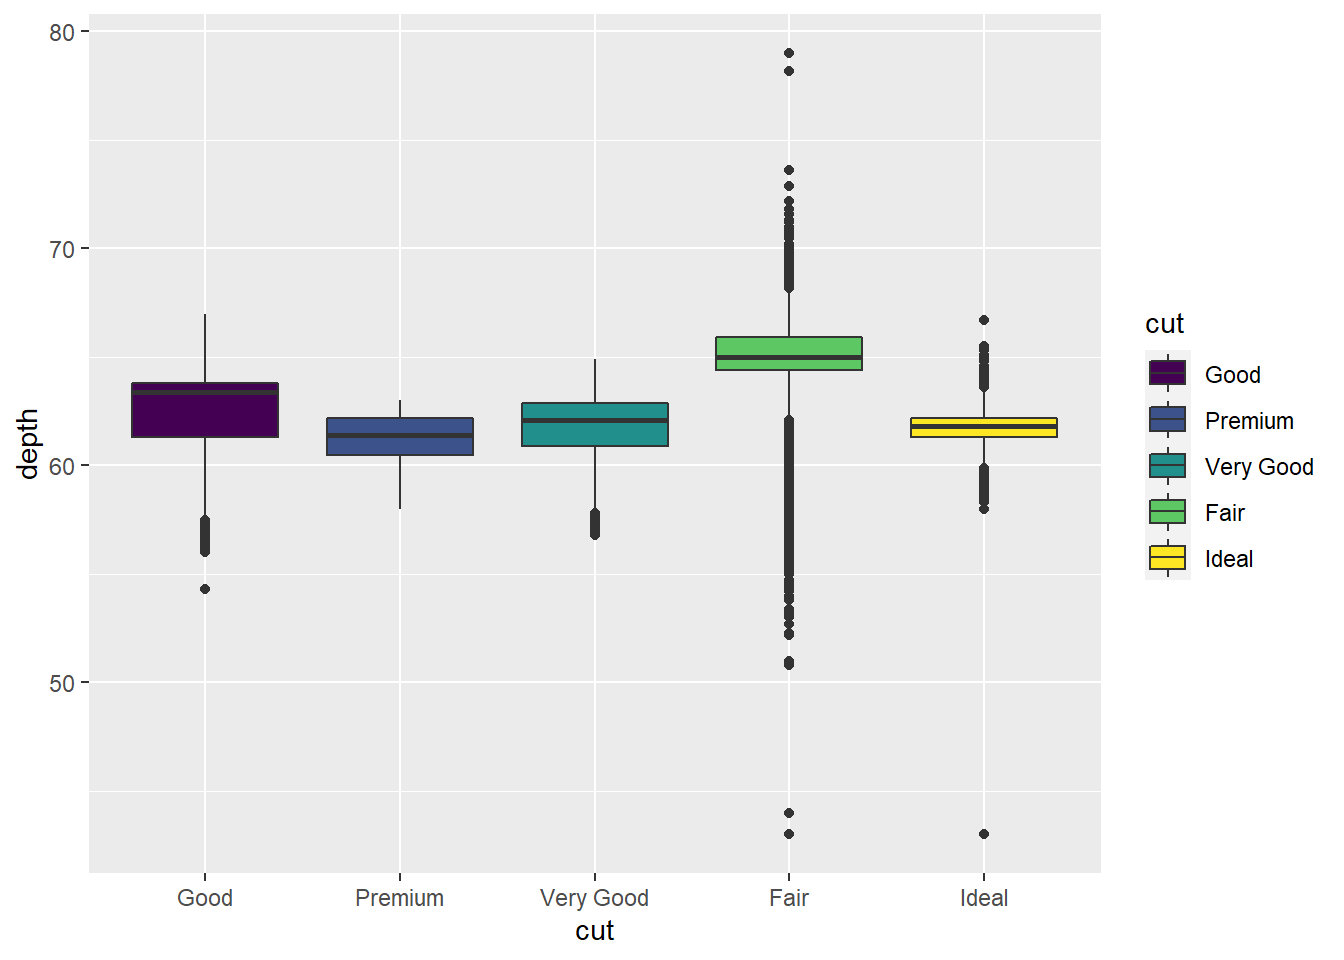 80
70
60
50
depth
Good
Premium
Very Good
Fair
Ideal
cut
cut
Good
Premium
Very Good
Fair
Ideal